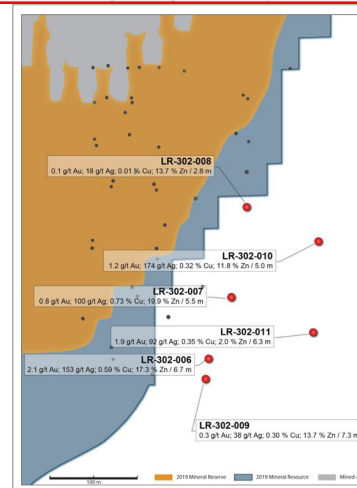 LR-302-008
0.1 g/t Au; 18 g/t Ag; 0.01 % Cu; 13.7 % Zn / 2.8 m
LR-302-010
1.2 g/t Au; 174 g/t Ag; 0.32 % Cu; 11.8 % Zn / 5.0 m
LR-302-007
0.8 g/t Au; 100 g/t Ag; 0.73 % Cu; 19.9 % Zn / 5.5 m
LR-302-011
1.9 g/t Au; 92 g/t Ag; 0.35 % Cu; 2.0 % Zn / 6.3 m
LR-302-006
2.1 g/t Au; 153 g/t Ag; 0.59 % Cu; 17.3 % Zn / 6.7 m
LR-302-009
0.3 g/t Au; 38 g/t Ag; 0.30 % Cu; 13.7 % Zn / 7.3 m
100 m
2019 Mineral Reserve
2019 Mineral Resource
Mined